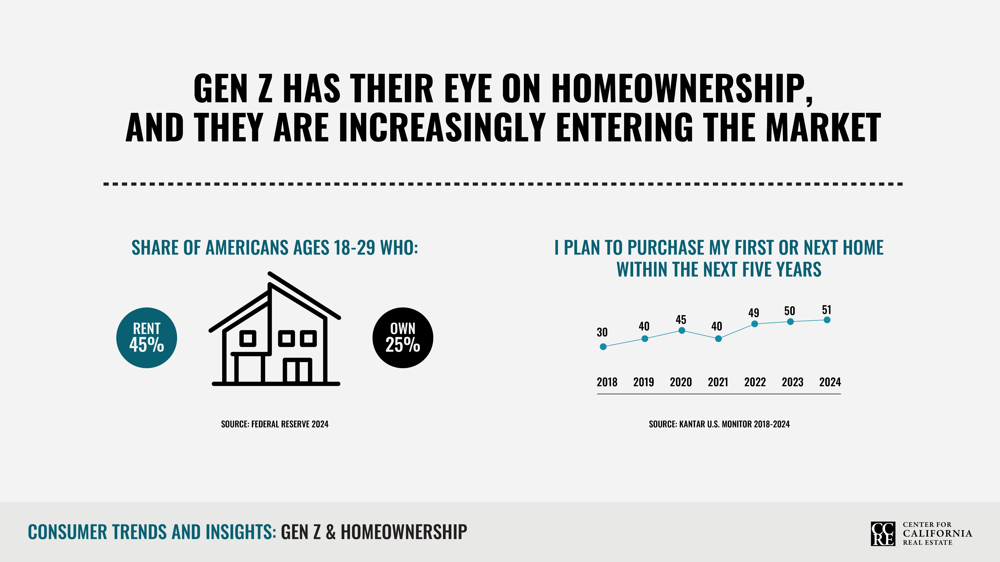 GEN Z HAS THEIR EYE ON HOMEOWNERSHIP,
AND THEY ARE INCREASINGLY ENTERING THE MARKET
SHARE OF AMERICANS AGES 18-29 WHO:
RENT
45%
OWN
25%
SOURCE: FEDERAL RESERVE 2024
I PLAN TO PURCHASE MY FIRST OR NEXT HOME
WITHIN THE NEXT FIVE YEARS
30 40 45 40 49 50 51
2018 2019 2020 2021 2022 2023 2024
SOURCE: KANTAR U.S. MONITOR 2018-2024
CONSUMER TRENDS AND INSIGHTS: GEN Z & HOMEOWNERSHIP
CC
RE
CENTER FOR
CALIFORNIA
REAL ESTATE